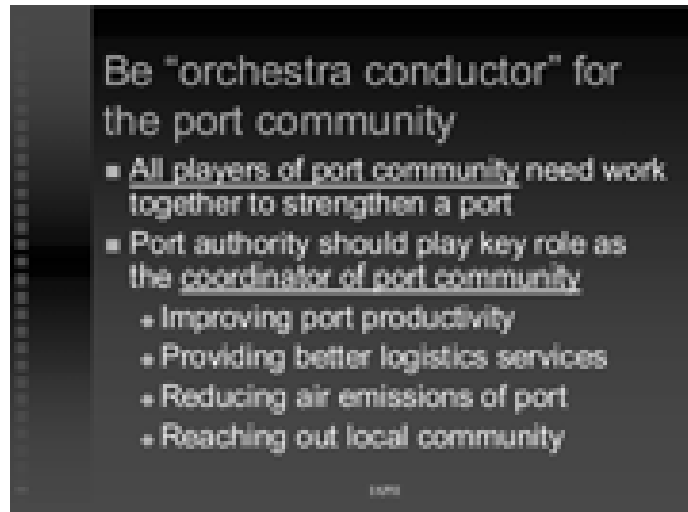 Be "orchestra conductor" for
the port community
All players of port community need work
together to strengthen a port
Port authority should play key role as
the coordinator of port community
Improving port productivity
Providing better logistics services
Reducing air emissions of port
Reaching out local community